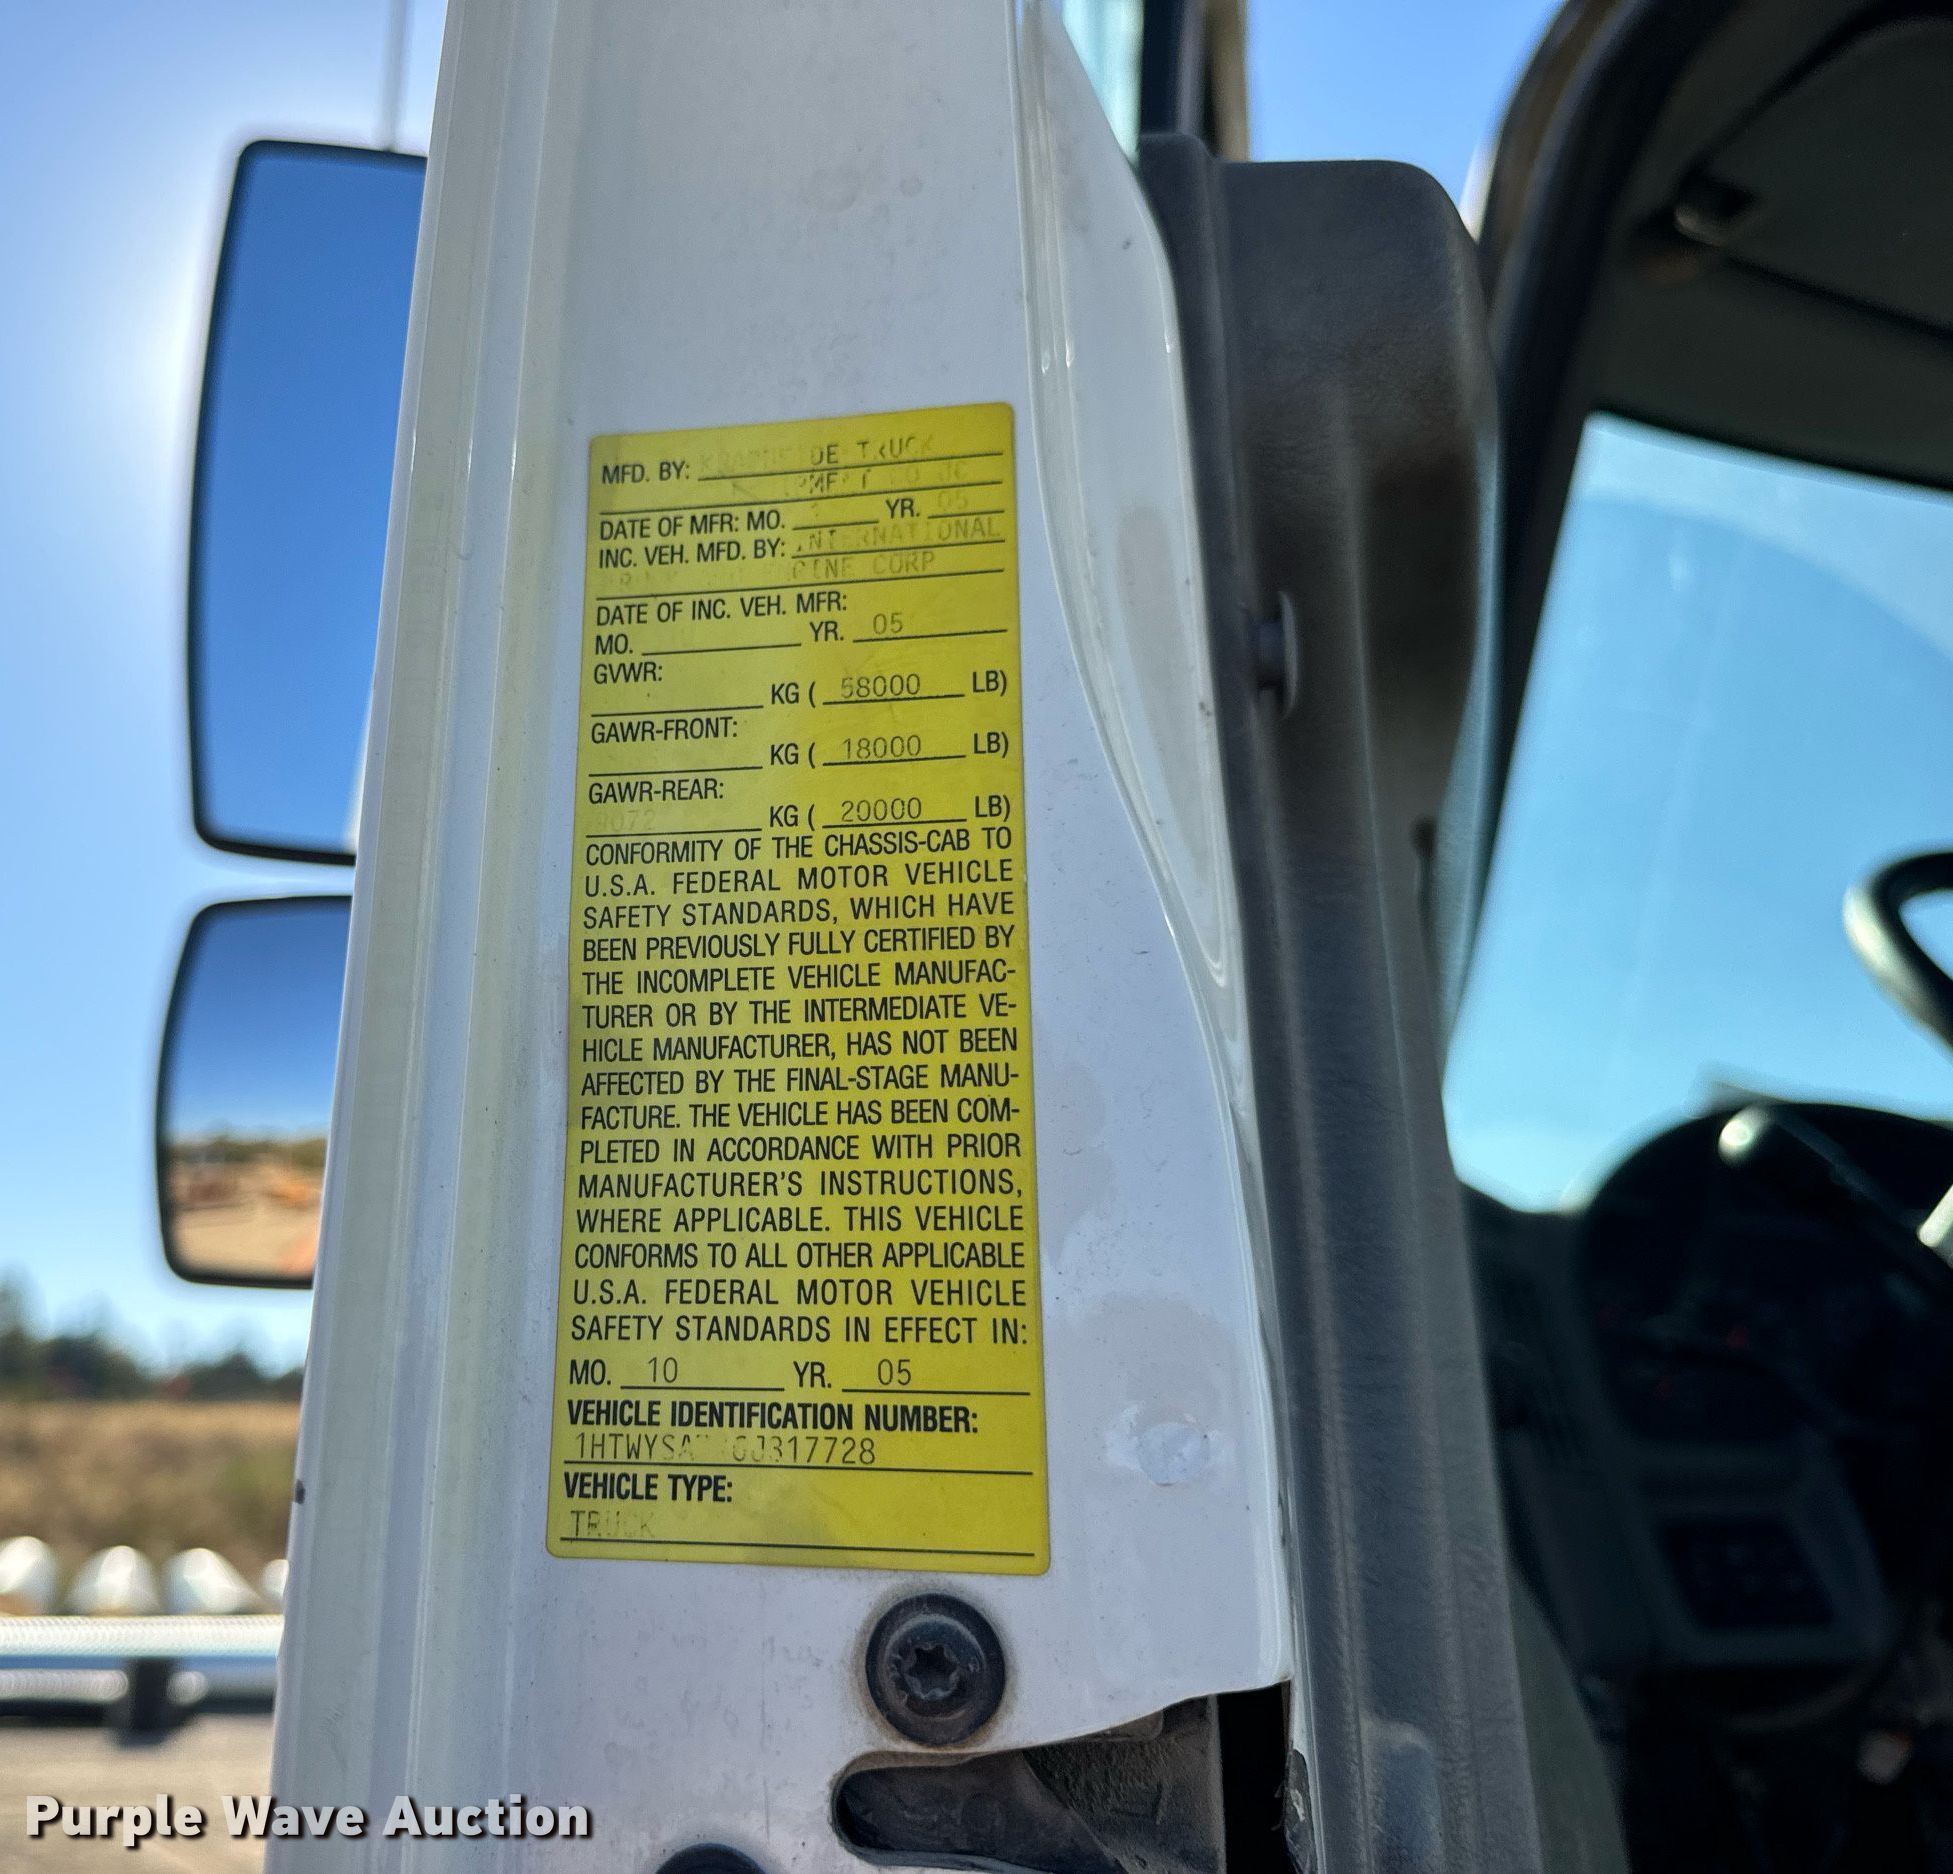 MFD. BY: TRUCK
DATE OF MFR: MO. YR. 05
INC. VEH. MFD. BY: INTERNATIONAL
CORP
DATE OF INC. VEH. MFR:
MO. YR. 05
GVWR:
KG ( 58000 LB)
GAWR-FRONT:
KG ( 18000 LB)
GAWR-REAR:
9072 KG ( 20000 LB)
CONFORMITY OF THE CHASSIS-CAB TO
U.S.A. FEDERAL MOTOR VEHICLE
SAFETY STANDARDS, WHICH HAVE
BEEN PREVIOUSLY FULLY CERTIFIED BY
THE INCOMPLETE VEHICLE MANUFAC-
TURER OR BY THE INTERMEDIATE VE-
HICLE MANUFACTURER, HAS NOT BEEN
AFFECTED BY THE FINAL-STAGE MANU-
FACTURE. THE VEHICLE HAS BEEN COM-
PLETED IN ACCORDANCE WITH PRIOR
MANUFACTURER'S INSTRUCTIONS,
WHERE APPLICABLE. THIS VEHICLE
CONFORMS TO ALL OTHER APPLICABLE
U.S.A. FEDERAL MOTOR VEHICLE
SAFETY STANDARDS IN EFFECT IN:
MO. 10 YR. 05
VEHICLE IDENTIFICATION NUMBER:
VEHICLE TYPE:
TRUCK
Purple Wave Auction